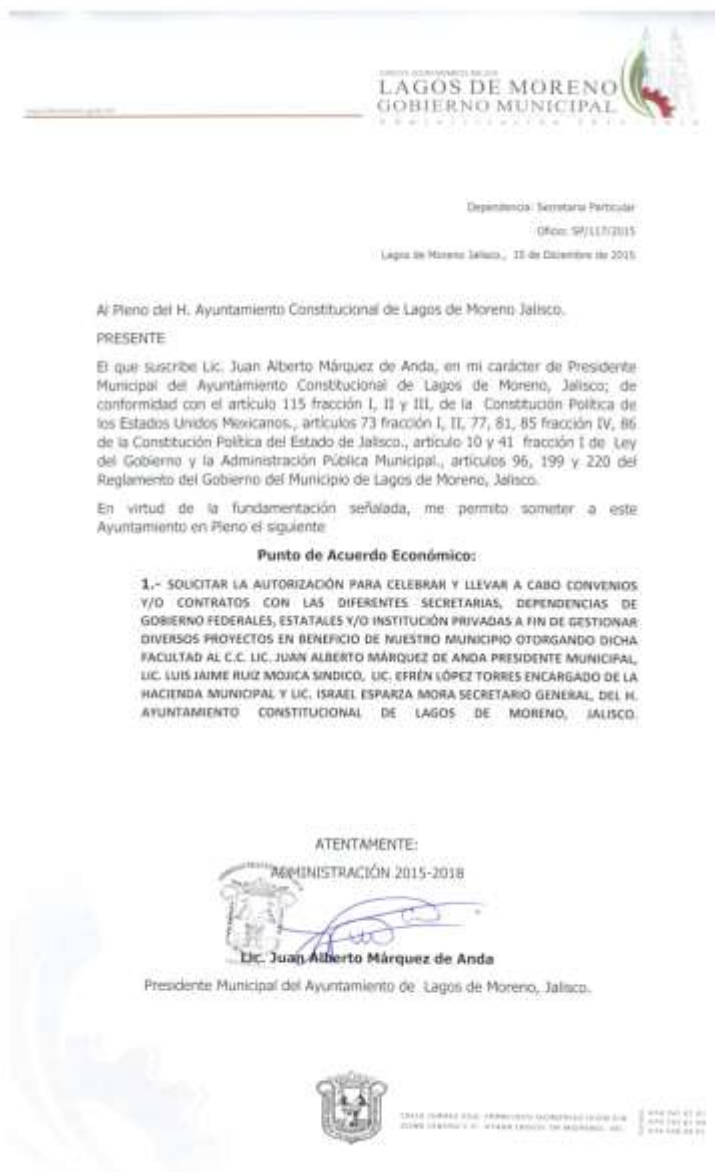 LAGOS DE MORENO
GOBIERNO MUNICIPAL
Dependencia: Secretaria Particular
Oficio: SP/117/2015
Lagos de Moreno Jalisco., 15 de Diciembre de 2015
Al Pleno del H. Ayuntamiento Constitucional de Lagos de Moreno Jalisco.
PRESENTE
El que suscribe Lic. Juan Alberto Márquez de Anda, en mi carácter de Presidente
Municipal del Ayuntamiento Constitucional de Lagos de Moreno, Jalisco; de
conformidad con el artículo 115 fracción I, II y III, de la Constitución Política de
los Estados Unidos Mexicanos., artículos 73 fracción I, II, 77, 81, 85 fracción IV, 86
de la Constitución Política del Estado de Jalisco., artículo 10 y 41 fracción I de Ley
del Gobierno y la Administración Pública Municipal., artículos 96, 199 y 220 del
Reglamento del Gobierno del Municipio de Lagos de Moreno, Jalisco.
En virtud de la fundamentación señalada, me permito someter a este
Ayuntamiento en Pleno el siguiente
Punto de Acuerdo Económico:
1.- SOLICITAR LA AUTORIZACIÓN PARA CELEBRAR Y LLEVAR A CABO CONVENIOS
Y/O CONTRATOS CON LAS DIFERENTES SECRETARIAS, DEPENDENCIAS DE
GOBIERNO FEDERALES, ESTATALES Y/O INSTITUCIÓN PRIVADAS A FIN DE GESTIONAR
DIVERSOS PROYECTOS EN BENEFICIO DE NUESTRO MUNICIPIO OTORGANDO DICHA
FACULTAD AL C.C. LIC. JUAN ALBERTO MÁRQUEZ DE ANDA PRESIDENTE MUNICIPAL,
LIC. LUIS JAIME RUIZ MOJICA SINDICO, LIC. EFRÉN LÓPEZ TORRES ENCARGADO DE LA
HACIENDA MUNICIPAL Y LIC. ISRAEL ESPARZA MORA SECRETARIO GENERAL, DEL H.
AYUNTAMIENTO CONSTITUCIONAL DE LAGOS DE MORENO, JALISCO.
ATENTAMENTE:
ADMINISTRACIÓN 2015-2018
Lic. Juan Alberto Márquez de Anda
Presidente Municipal del Ayuntamiento de Lagos de Moreno, Jalisco.